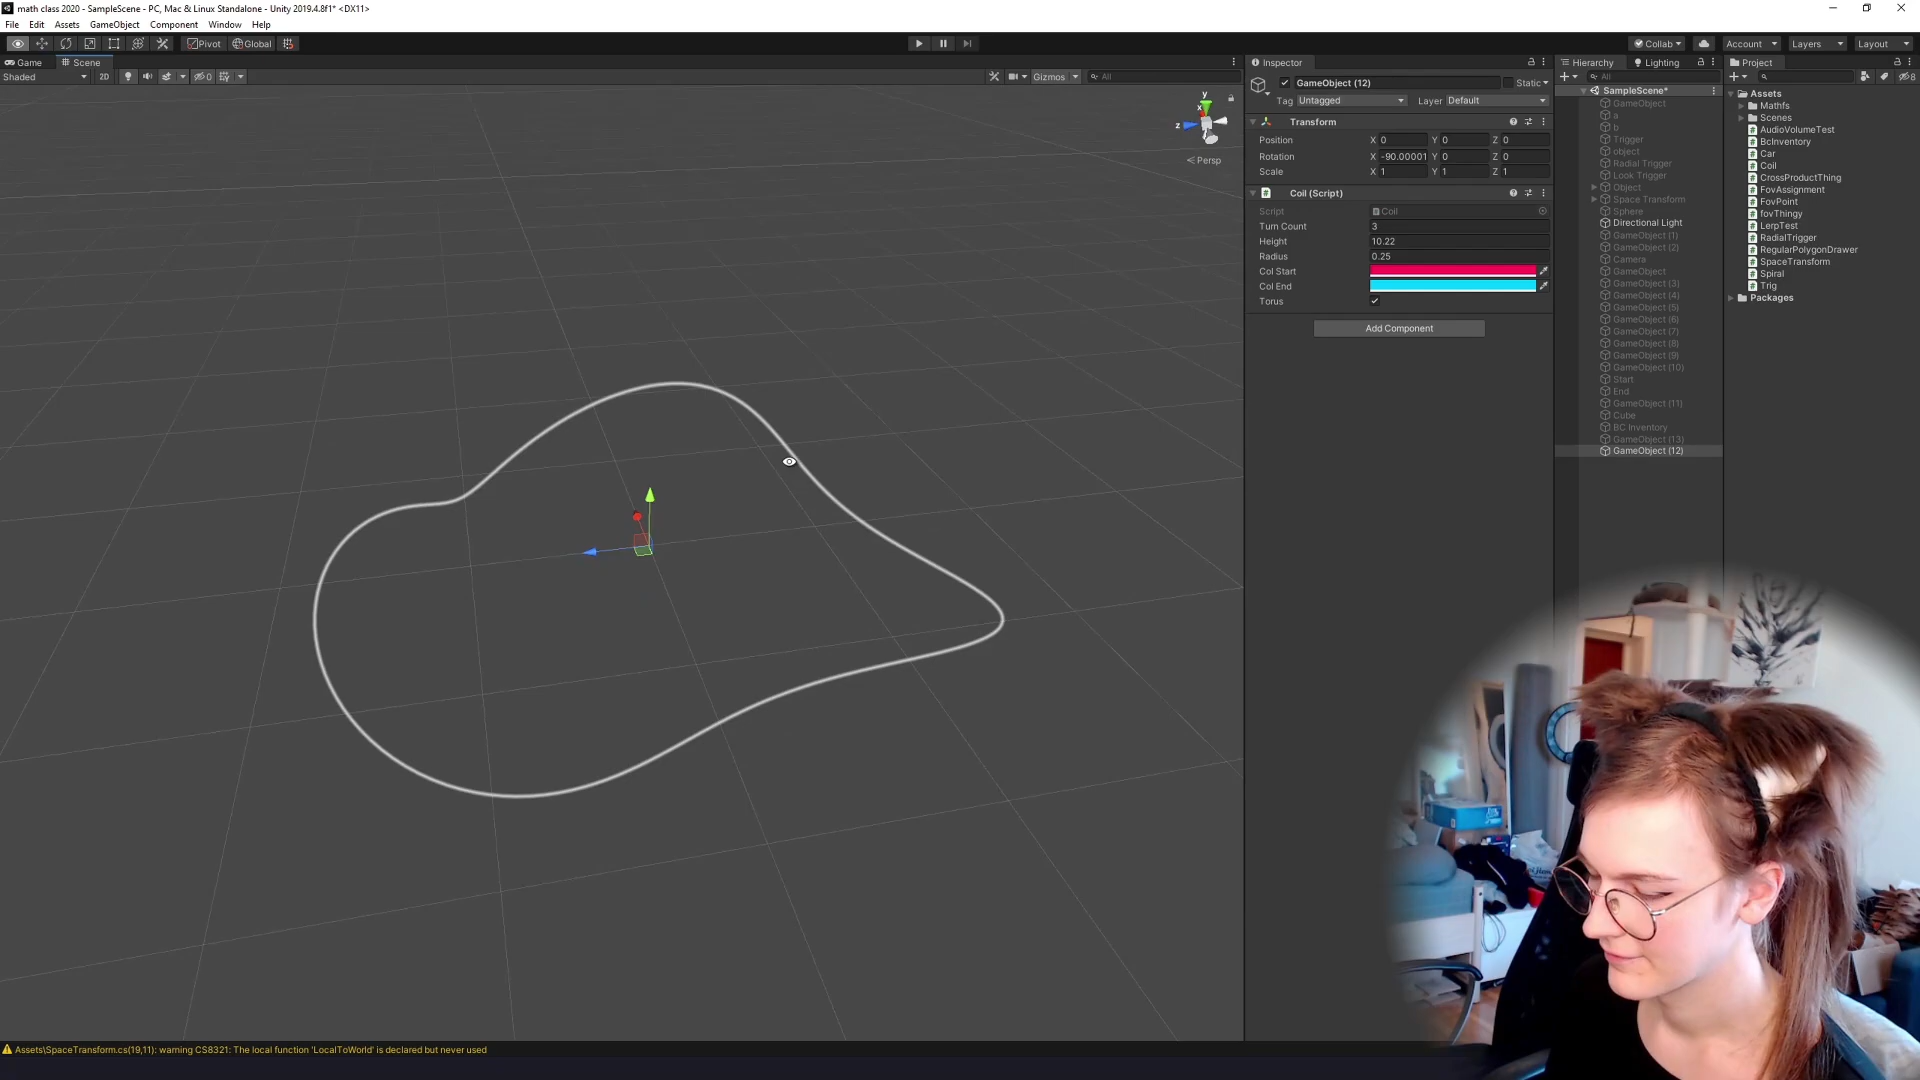 math class 2020 - SampleScene - PC, Mac & Linux Standalone - Unity 2019.4.8f1* <DX11>
File Edit Assets GameObject Component Window Help
Pivot Global Collab Account Layers Layout
Game Scene
Shaded 2D 0 Gizmos All
y
x
z
Persp
Inspector
GameObject (12) Static
Tag Untagged Layer Default
Transform
Position X 0 Y 0 Z 0
Rotation X -90.00001 Y 0 Z 0
Scale X 1 Y 1 Z 1
Coil (Script)
Script Coil
Turn Count 3
Height 10.22
Radius 0.25
Col Start
Col End
Torus
Add Component
Hierarchy Lighting
All
SampleScene*
GameObject
a
b
Trigger
object
Radial Trigger
Look Trigger
Object
Space Transform
Sphere
Directional Light
GameObject (1)
GameObject (2)
Camera
GameObject
GameObject (3)
GameObject (4)
GameObject (5)
GameObject (6)
GameObject (7)
GameObject (8)
GameObject (9)
GameObject (10)
Start
End
GameObject (11)
Cube
BC Inventory
GameObject (13)
GameObject (12)
Project
8
Assets
Mathfs
Scenes
AudioVolumeTest
BcInventory
Car
Coil
CrossProductThing
FovAssignment
FovPoint
fovThingy
LerpTest
RadialTrigger
RegularPolygonDrawer
SpaceTransform
Spiral
Trig
Packages
Assets\SpaceTransform.cs(19,11): warning CS8321: The local function 'LocalToWorld' is declared but never used